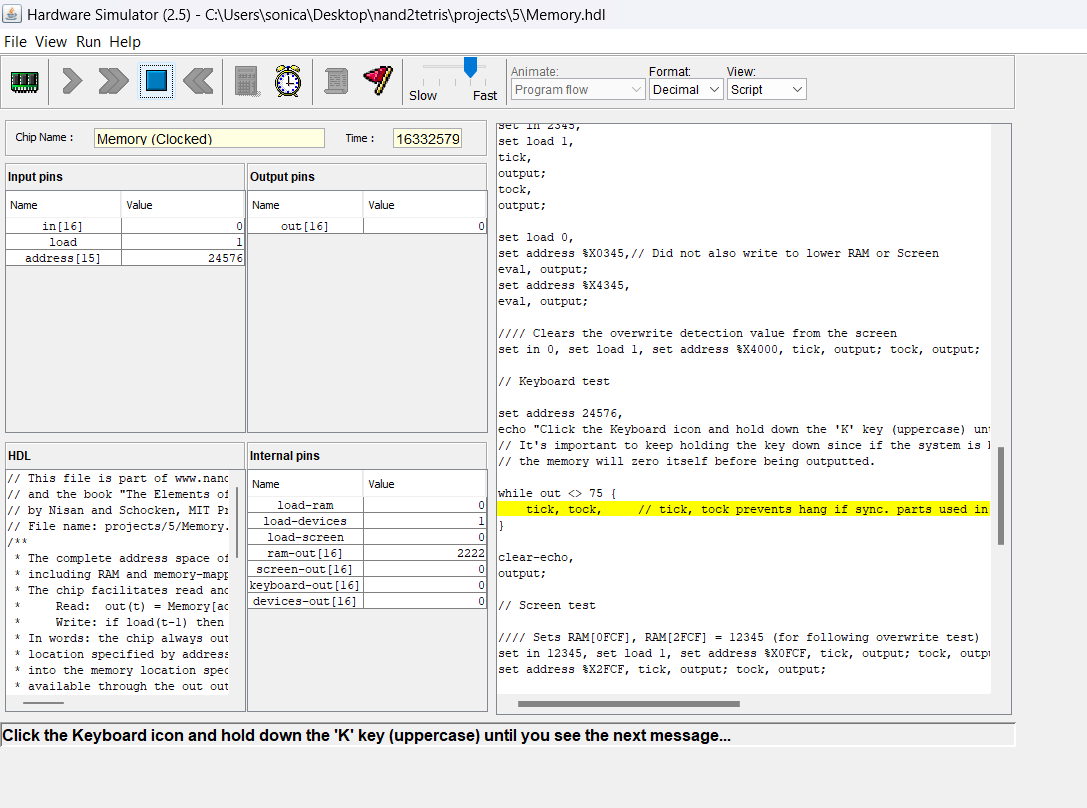 Hardware Simulator (2.5) - C:\Users\sonica\Desktop\nand2tetris\projects\5\Memory.hdl
File View Run Help
Slow Fast
Animate:
Program flow
Format:
Decimal
View:
Script
Chip Name :
Memory (Clocked)
Time :
16332579
Input pins
Name Value
in[16] 0
load 1
address[15] 24576
Output pins
Name Value
out[16] 0
HDL
// This file is part of www.nand
// and the book "The Elements of
// by Nisan and Schocken, MIT Pr
// File name: projects/5/Memory.
/**
* The complete address space of
* including RAM and memory-mapp
* The chip facilitates read and
* Read: out(t) = Memory[ad
* Write: if load(t-1) then
* In words: the chip always out
* location specified by address
* into the memory location spec
* available through the out out
Internal pins
Name Value
load-ram 0
load-devices 1
load-screen 0
ram-out[16] 2222
screen-out[16] 0
keyboard-out[16] 0
devices-out[16] 0
set in 2345,
set load 1,
tick,
output;
tock,
output;
set load 0,
set address %X0345,// Did not also write to lower RAM or Screen
eval, output;
set address %X4345,
eval, output;
//// Clears the overwrite detection value from the screen
set in 0, set load 1, set address %X4000, tick, output; tock, output;
// Keyboard test
set address 24576,
echo "Click the Keyboard icon and hold down the 'K' key (uppercase) unt
// It's important to keep holding the key down since if the system is
// the memory will zero itself before being outputted.
while out <> 75 {
tick, tock, // tick, tock prevents hang if sync. parts used in
}
clear-echo,
output;
// Screen test
//// Sets RAM[0FCF], RAM[2FCF] = 12345 (for following overwrite test)
set in 12345, set load 1, set address %X0FCF, tick, output; tock, outpu
set address %X2FCF, tick, output; tock, output;
Click the Keyboard icon and hold down the 'K' key (uppercase) until you see the next message...